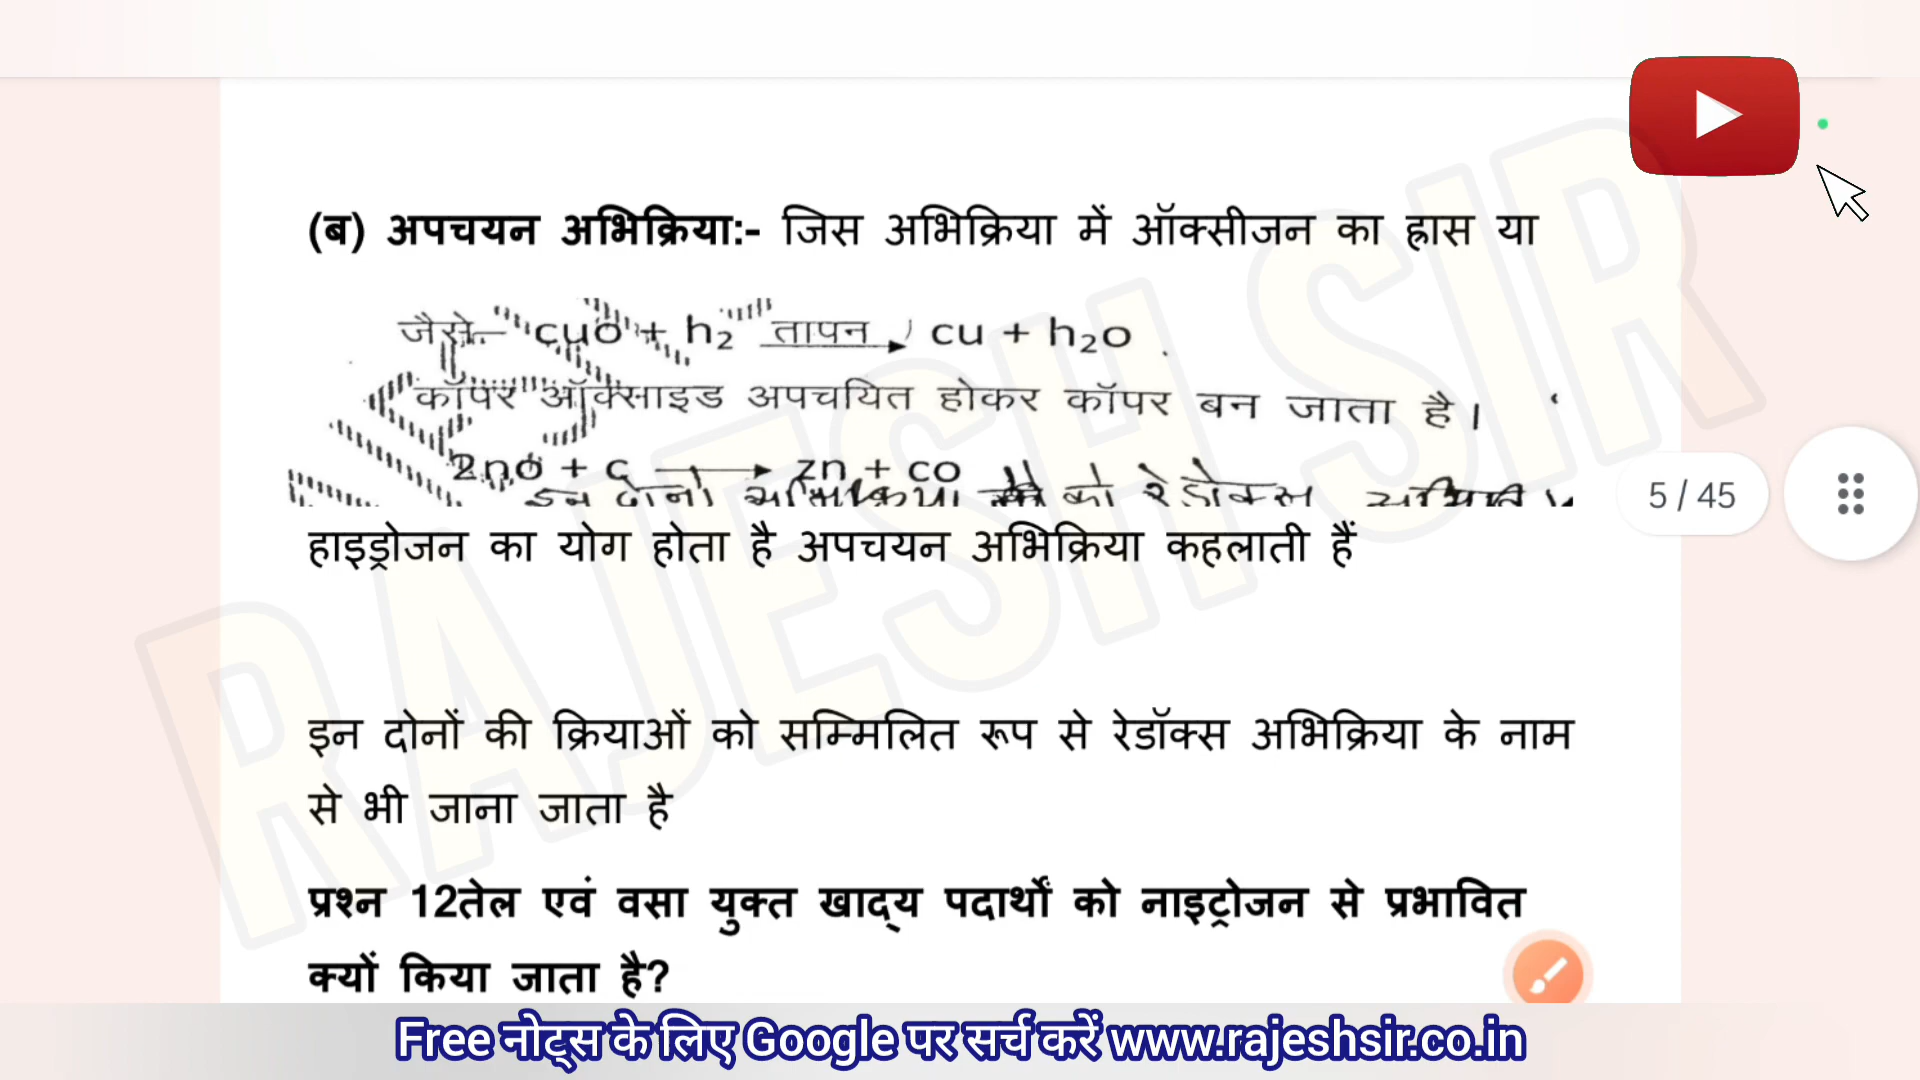 (ब) अपचयन अभिक्रिया:- जिस अभिक्रिया में ऑक्सीजन का ह्रास या
जैसे- cuo + h₂ तापन cu + h₂o
कॉपर ऑक्साइड अपचयित होकर कॉपर बन जाता है।
2no + c → zn + co
दोनो को रेडोक्स
हाइड्रोजन का योग होता है अपचयन अभिक्रिया कहलाती हैं
5 / 45
इन दोनों की क्रियाओं को सम्मिलित रूप से रेडॉक्स अभिक्रिया के नाम
से भी जाना जाता है
प्रश्न 12तेल एवं वसा युक्त खाद्य पदार्थों को नाइट्रोजन से प्रभावित
क्यों किया जाता है?
RAJESH SIR
Free नोट्स के लिए Google पर सर्च करें www.rajeshsir.co.in